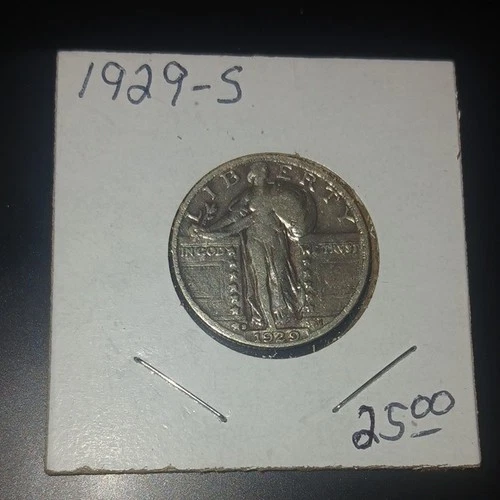 1929-S
LIBERTY
IN GOD WE TRUST
1929
25.00